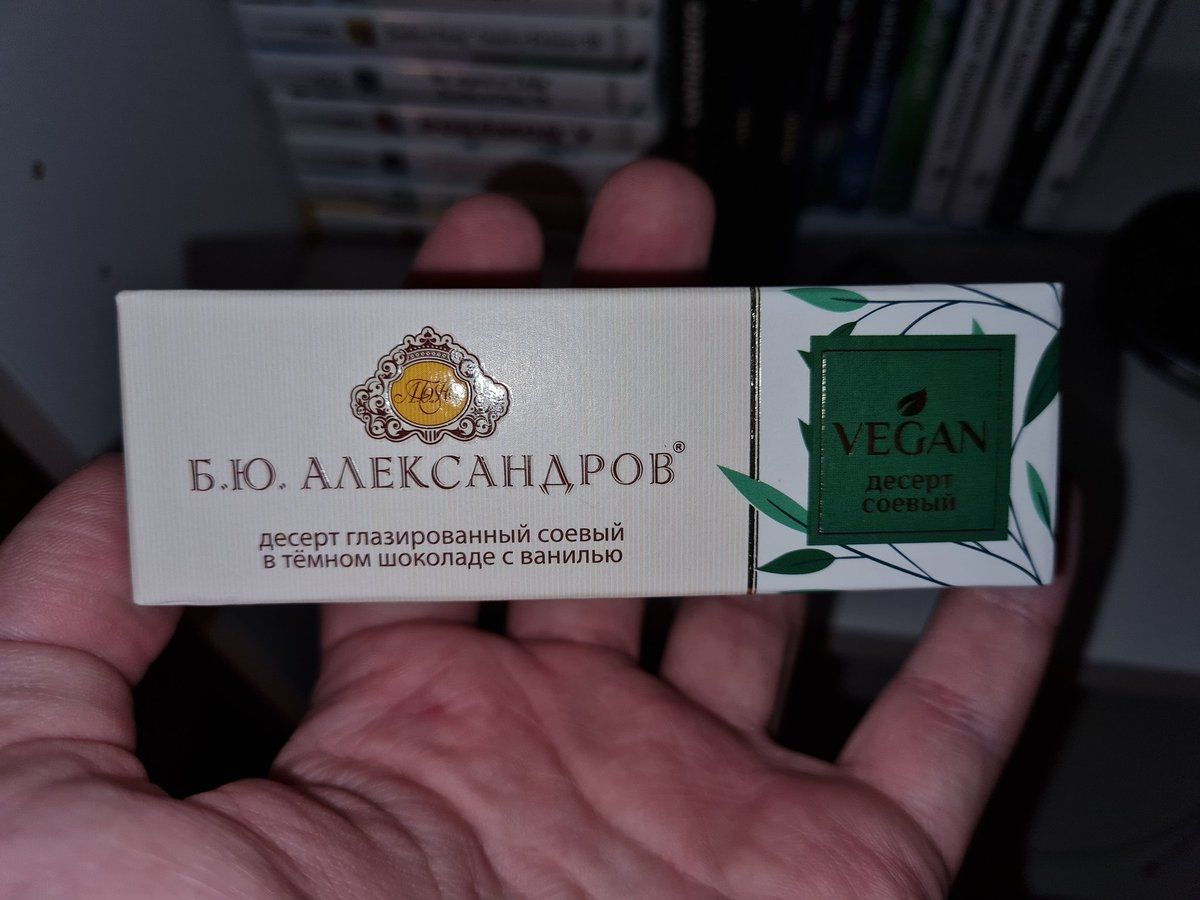 Б.Ю. АЛЕКСАНДРОВ®
десерт глазированный соевый
в тёмном шоколаде с ванилью
VEGAN
десерт
соевый